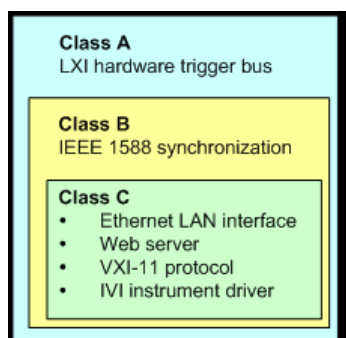 Class A
LXI hardware trigger bus
Class B
IEEE 1588 synchronization
Class C
• Ethernet LAN interface
• Web server
• VXI-11 protocol
• IVI instrument driver